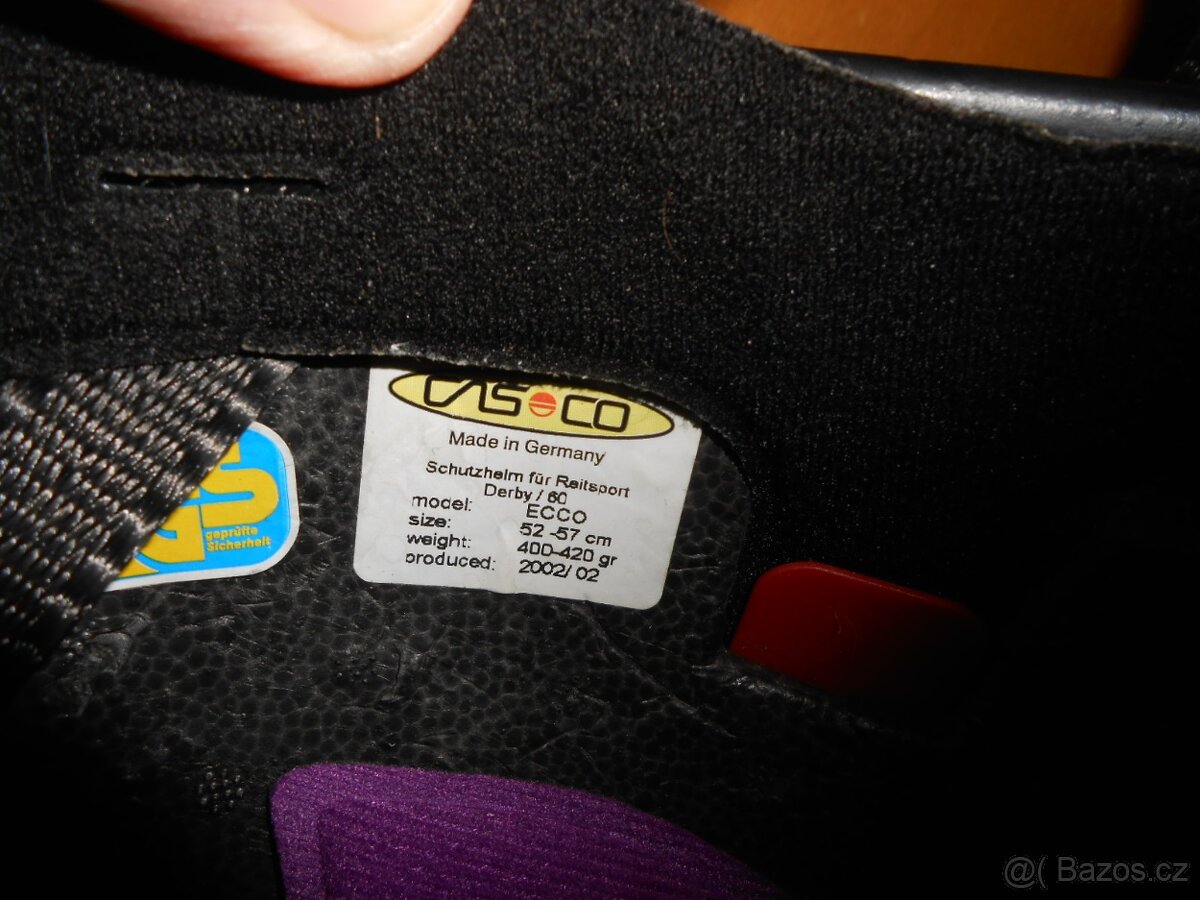 CAS CO
Made in Germany
Schutzhelm für Reitsport
Derby / 60
model: ECCO
size: 52 -57 cm
weight: 400-420 gr
produced: 2002/ 02
GS
geprüfte
Sicherheit
@( Bazos.cz